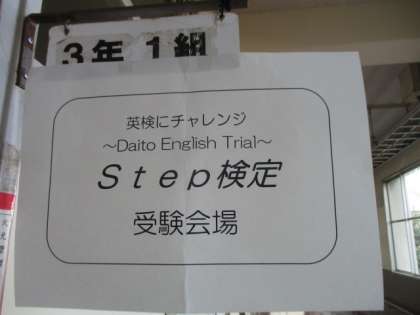 3年1組
英検にチャレンジ
～Daito English Trial～
Ｓｔｅｐ検定
受験会場